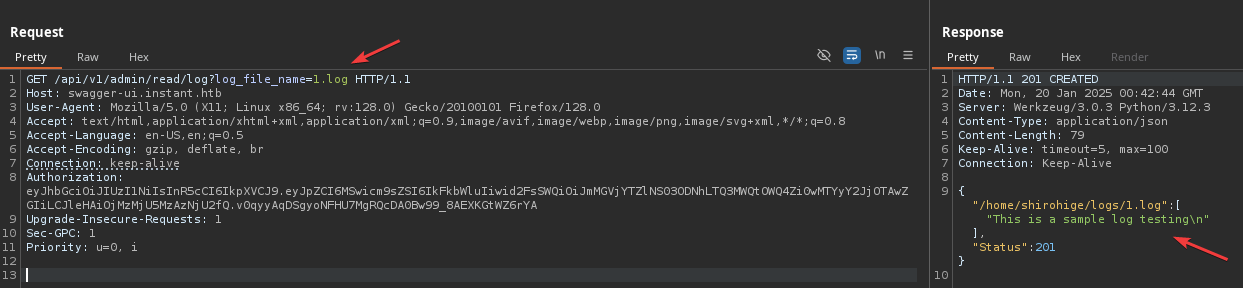 Request
Pretty Raw Hex \n
1 GET /api/v1/admin/read/log?log_file_name=1.log HTTP/1.1
2 Host: swagger-ui.instant.htb
3 User-Agent: Mozilla/5.0 (X11; Linux x86_64; rv:128.0) Gecko/20100101 Firefox/128.0
4 Accept: text/html,application/xhtml+xml,application/xml;q=0.9,image/avif,image/webp,image/png,image/svg+xml,*/*;q=0.8
5 Accept-Language: en-US,en;q=0.5
6 Accept-Encoding: gzip, deflate, br
7 Connection: keep-alive
8 Authorization:
eyJhbGciOiJIUzI1NiIsInR5cCI6IkpXVCJ9.eyJpZCI6MSwicm9sZSI6IkFkbWluIiwid2FsSWQiOiJmMGVjYTZlNS03ODNhLTQ3MWQtOWQ4Zi0wMTYyY2JjOTAwZ
GIiLCJleHAiOjMzMjU5MzAzNjU2fQ.v0qyyAqDSgyoNFHU7MgRQcDA0Bw99_8AEXKGtWZ6rYA
9 Upgrade-Insecure-Requests: 1
10 Sec-GPC: 1
11 Priority: u=0, i
12
13
Response
Pretty Raw Hex Render
1 HTTP/1.1 201 CREATED
2 Date: Mon, 20 Jan 2025 00:42:44 GMT
3 Server: Werkzeug/3.0.3 Python/3.12.3
4 Content-Type: application/json
5 Content-Length: 79
6 Keep-Alive: timeout=5, max=100
7 Connection: Keep-Alive
8
9 {
"/home/shirohige/logs/1.log":[
"This is a sample log testing\n"
],
"Status":201
}
10